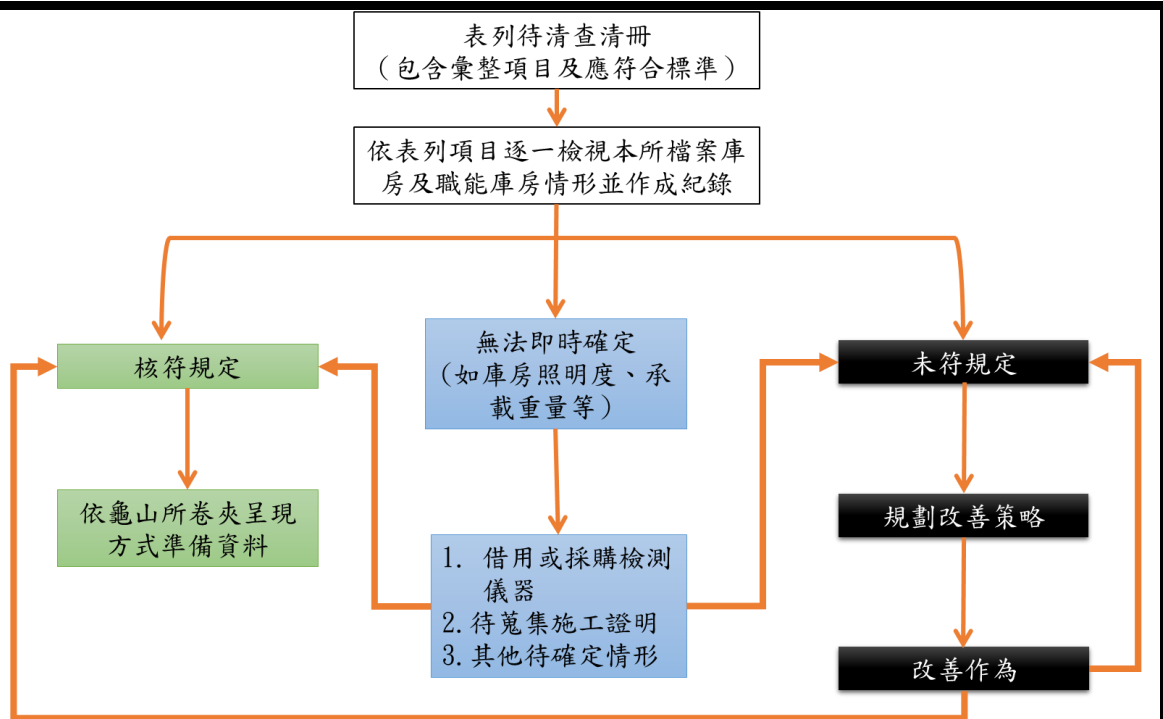 表列待清查清冊
（包含彙整項目及應符合標準）
依表列項目逐一檢視本所檔案庫
房及職能庫房情形並作成紀錄
核符規定
無法即時確定
（如庫房照明度、承
載重量等）
未符規定
依龜山所卷夾呈現
方式準備資料
1. 借用或採購檢測
儀器
2.待蒐集施工證明
3.其他待確定情形
規劃改善策略
改善作為